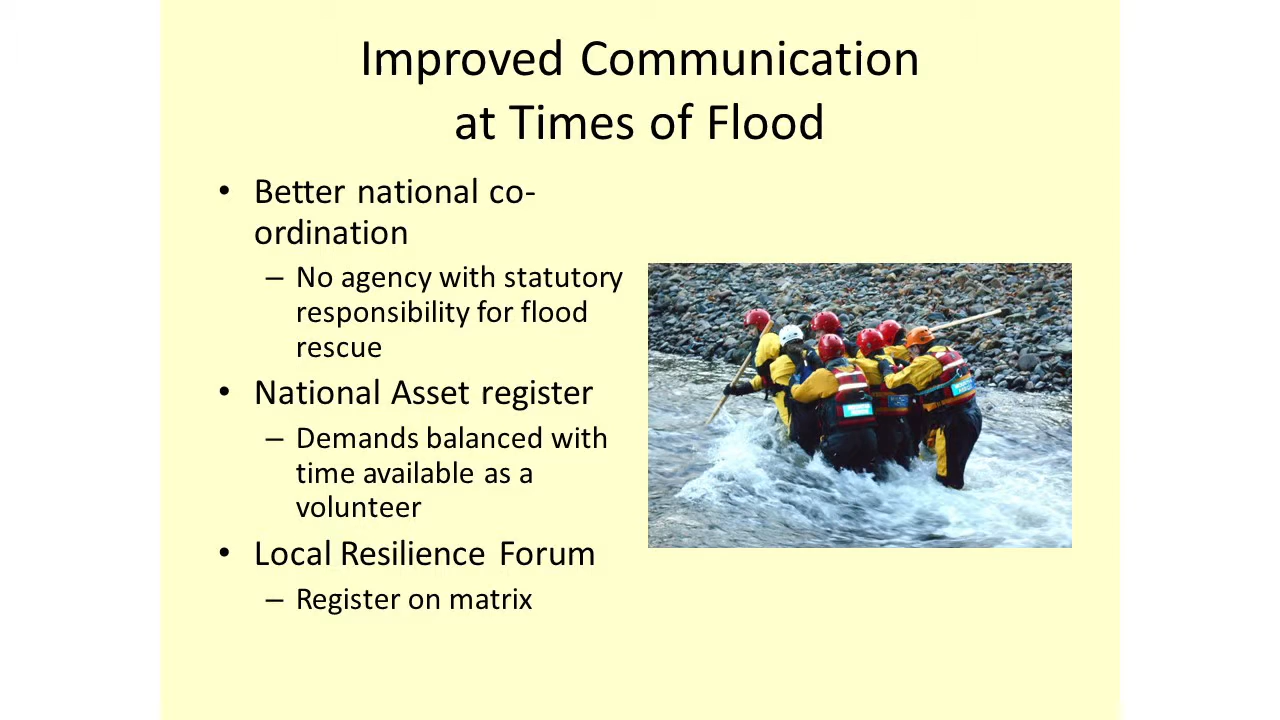 Improved Communication
at Times of Flood
• Better national co-
ordination
– No agency with statutory
responsibility for flood
rescue
• National Asset register
– Demands balanced with
time available as a
volunteer
• Local Resilience Forum
– Register on matrix